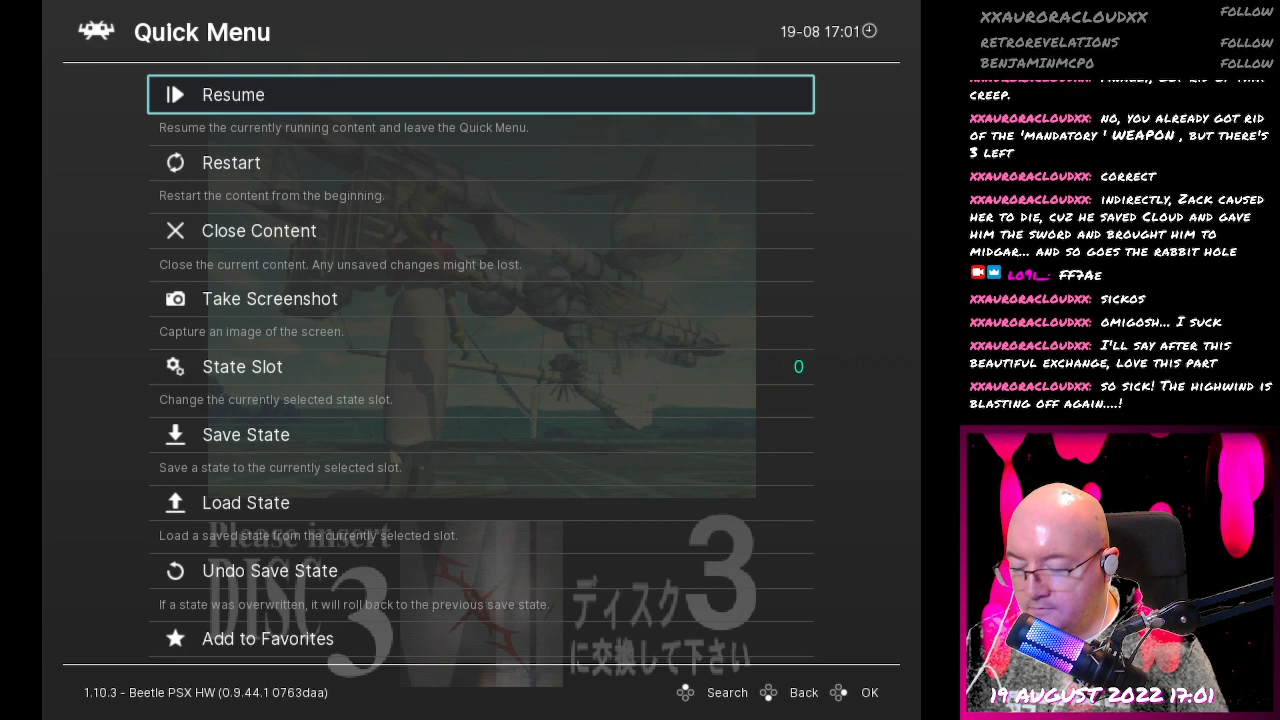 Quick Menu
19-08 17:01
Resume
Resume the currently running content and leave the Quick Menu.
Restart
Restart the content from the beginning.
Close Content
Close the current content. Any unsaved changes might be lost.
Take Screenshot
Capture an image of the screen.
State Slot 0
Change the currently selected state slot.
Save State
Save a state to the currently selected slot.
Load State
Load a saved state from the currently selected slot.
Undo Save State
If a state was overwritten, it will roll back to the previous save state.
Add to Favorites
Please insert
DISC 3
ディスク 3
に交換して下さい
1.10.3 - Beetle PSX HW (0.9.44.1 0763daa)
Search Back OK
XXAURORACLOUDXX FOLLOW
RETROREVELATIONS FOLLOW
BENJAMINMCPO FOLLOW
CREEP.
XXAURORACLOUDXX: NO, YOU ALREADY GOT RID
OF THE 'MANDATORY ' WEAPON , BUT THERE'S
3 LEFT
XXAURORACLOUDXX: CORRECT
XXAURORACLOUDXX: INDIRECTLY, ZACK CAUSED
HER TO DIE, CUZ HE SAVED CLOUD AND GAVE
HIM THE SWORD AND BROUGHT HIM TO
MIDGAR... AND SO GOES THE RABBIT HOLE
LO9I_: FF7AE
XXAURORACLOUDXX: SICKOS
XXAURORACLOUDXX: OMIGOSH... I SUCK
XXAURORACLOUDXX: I'LL SAY AFTER THIS
BEAUTIFUL EXCHANGE, LOVE THIS PART
XXAURORACLOUDXX: SO SICK! THE HIGHWIND IS
BLASTING OFF AGAIN....!
19 AUGUST 2022 17:01